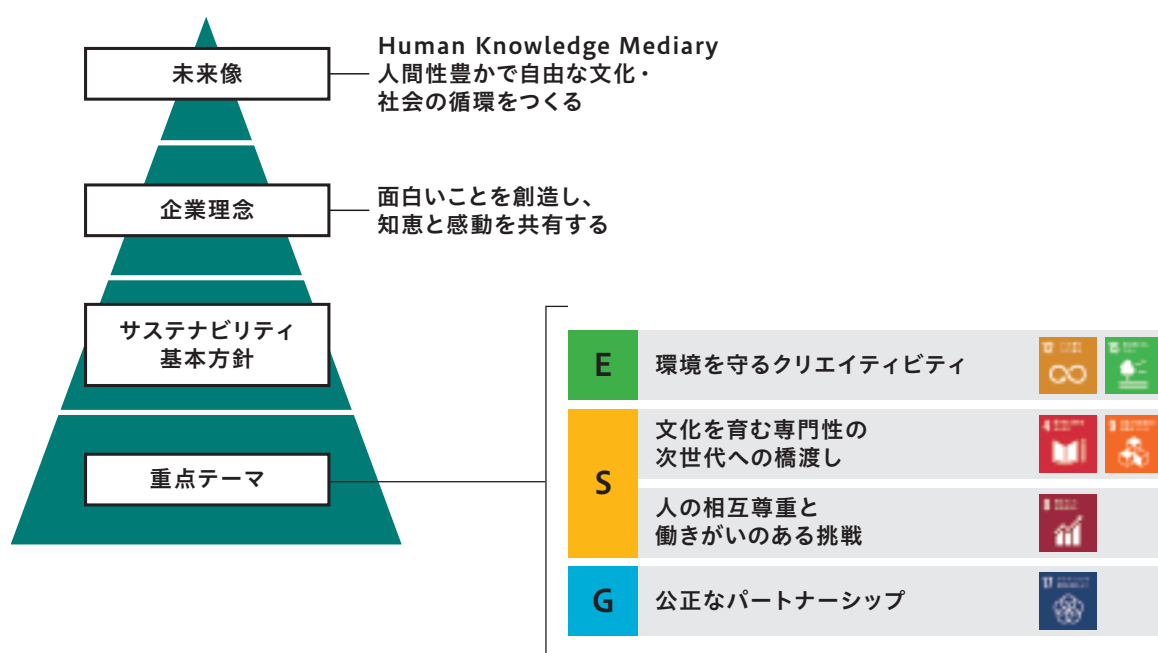 未来像
Human Knowledge Mediary
人間性豊かで自由な文化・
社会の循環をつくる
企業理念
面白いことを創造し、
知恵と感動を共有する
サステナビリティ
基本方針
重点テーマ
E
環境を守るクリエイティビティ
12
15
S
文化を育む専門性の
次世代への橋渡し
4
9
人の相互尊重と
働きがいのある挑戦
8
G
公正なパートナーシップ
17